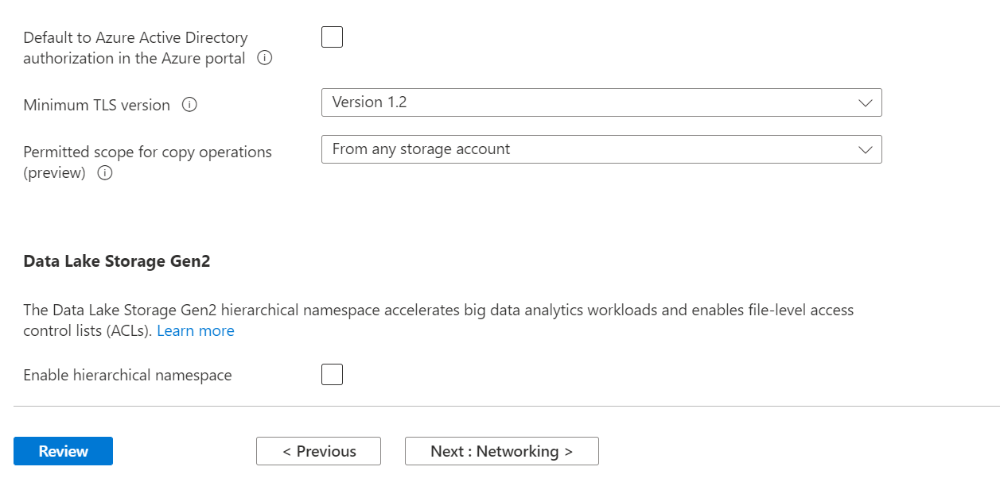 Default to Azure Active Directory
authorization in the Azure portal
Minimum TLS version
Version 1.2
Permitted scope for copy operations
(preview)
From any storage account
Data Lake Storage Gen2
The Data Lake Storage Gen2 hierarchical namespace accelerates big data analytics workloads and enables file-level access
control lists (ACLs). Learn more
Enable hierarchical namespace
Review
< Previous
Next : Networking >